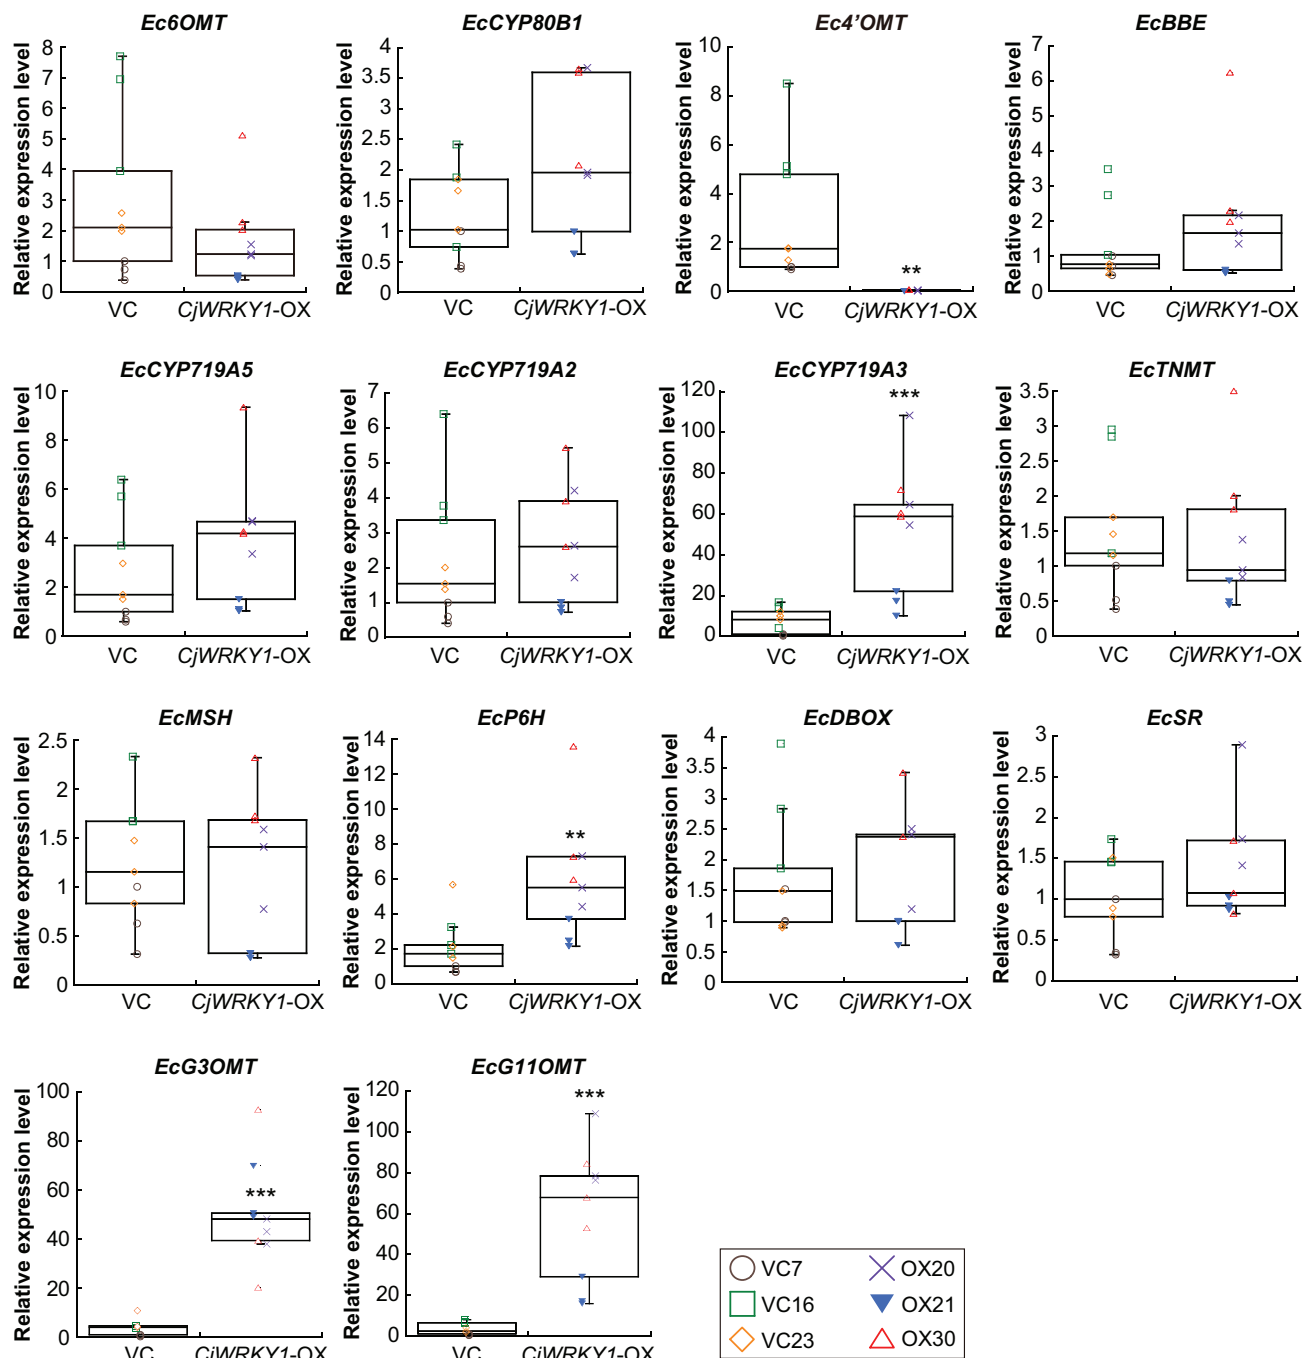 Ec6OMT
EcCYP80B1
Ec4'OMT
EcBBE
Relative expression level
8
7
6
5
4
3
2
1
0
VC
CjWRKY1-OX
Relative expression level
4
3.5
3
2.5
2
1.5
1
0.5
0
VC
CjWRKY1-OX
Relative expression level
10
8
6
4
2
0
**
VC
CjWRKY1-OX
Relative expression level
7
6
5
4
3
2
1
0
VC
CjWRKY1-OX
EcCYP719A5
EcCYP719A2
EcCYP719A3
EcTNMT
Relative expression level
10
8
6
4
2
0
VC
CjWRKY1-OX
Relative expression level
7
6
5
4
3
2
1
0
VC
CjWRKY1-OX
Relative expression level
120
100
80
60
40
20
0
***
VC
CjWRKY1-OX
Relative expression level
3.5
3
2.5
2
1.5
1
0.5
0
VC
CjWRKY1-OX
EcMSH
EcP6H
EcDBOX
EcSR
Relative expression level
2.5
2
1.5
1
0.5
0
VC
CjWRKY1-OX
Relative expression level
14
12
10
8
6
4
2
0
**
VC
CjWRKY1-OX
Relative expression level
4
3.5
3
2.5
2
1.5
1
0.5
0
VC
CjWRKY1-OX
Relative expression level
3
2.5
2
1.5
1
0.5
0
VC
CjWRKY1-OX
EcG3OMT
EcG11OMT
Relative expression level
100
80
60
40
20
0
***
VC
CjWRKY1-OX
Relative expression level
120
100
80
60
40
20
0
***
VC
CjWRKY1-OX
VC7
OX20
VC16
OX21
VC23
OX30